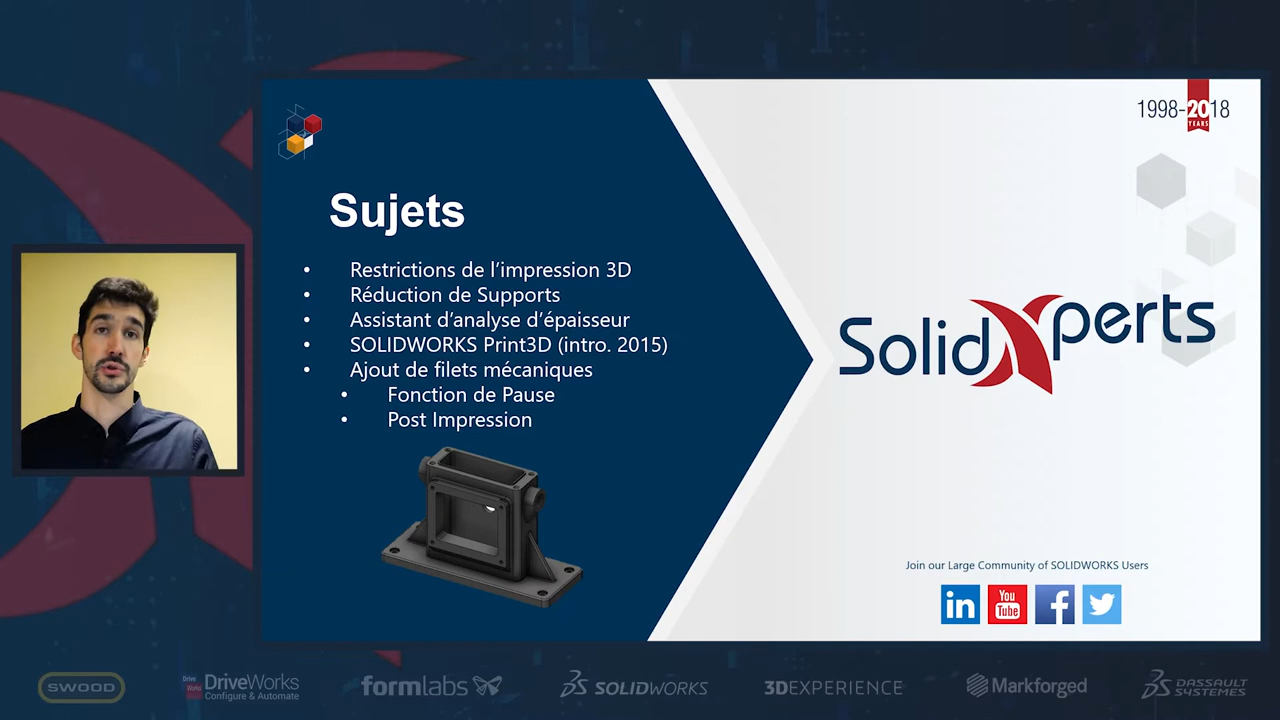 1998-2018
YEARS
Sujets
• Restrictions de l'impression 3D
• Réduction de Supports
• Assistant d'analyse d'épaisseur
• SOLIDWORKS Print3D (intro. 2015)
• Ajout de filets mécaniques
• Fonction de Pause
• Post Impression
SolidXperts
Join our Large Community of SOLIDWORKS Users
in
You
Tube
f
SWOOD
Drive
Works
DriveWorks
Configure & Automate
formlabs
SOLIDWORKS
3DEXPERIENCE
Markforged
DASSAULT
SYSTEMES